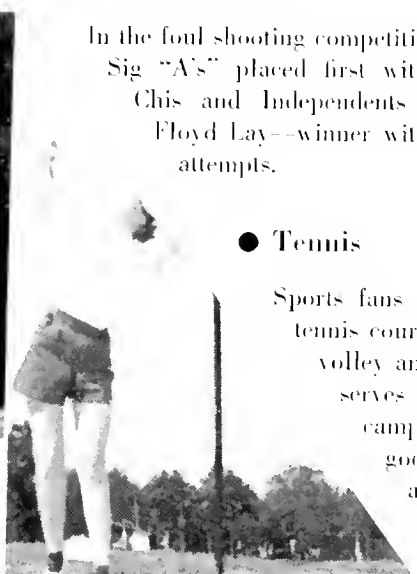 In the foul shooting competiti
Sig "A's" placed first wit
Chis and Independents
Floyd Lay--winner wit
attempts.
● Tennis
Sports fans
tennis cour
volley an
serves
camp
goo
a